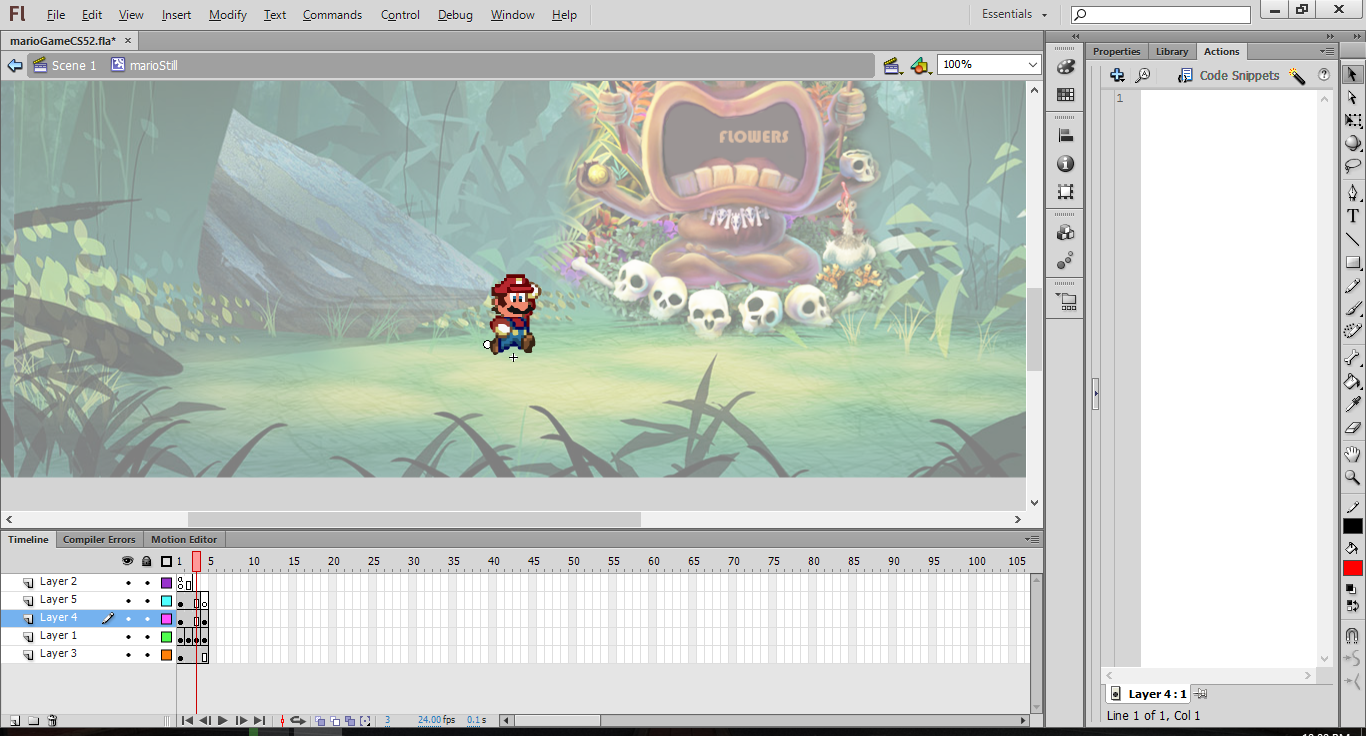 Fl File Edit View Insert Modify Text Commands Control Debug Window Help Essentials
marioGameCS52.fla* ×
Scene 1 marioStill 100%
Properties Library Actions
Code Snippets
1
FLOWERS
Timeline Compiler Errors Motion Editor
1 5 10 15 20 25 30 35 40 45 50 55 60 65 70 75 80 85 90 95 100 105
Layer 2
Layer 5
Layer 4
Layer 1
Layer 3
3 24.00 fps 0.1 s
Layer 4 : 1
Line 1 of 1, Col 1